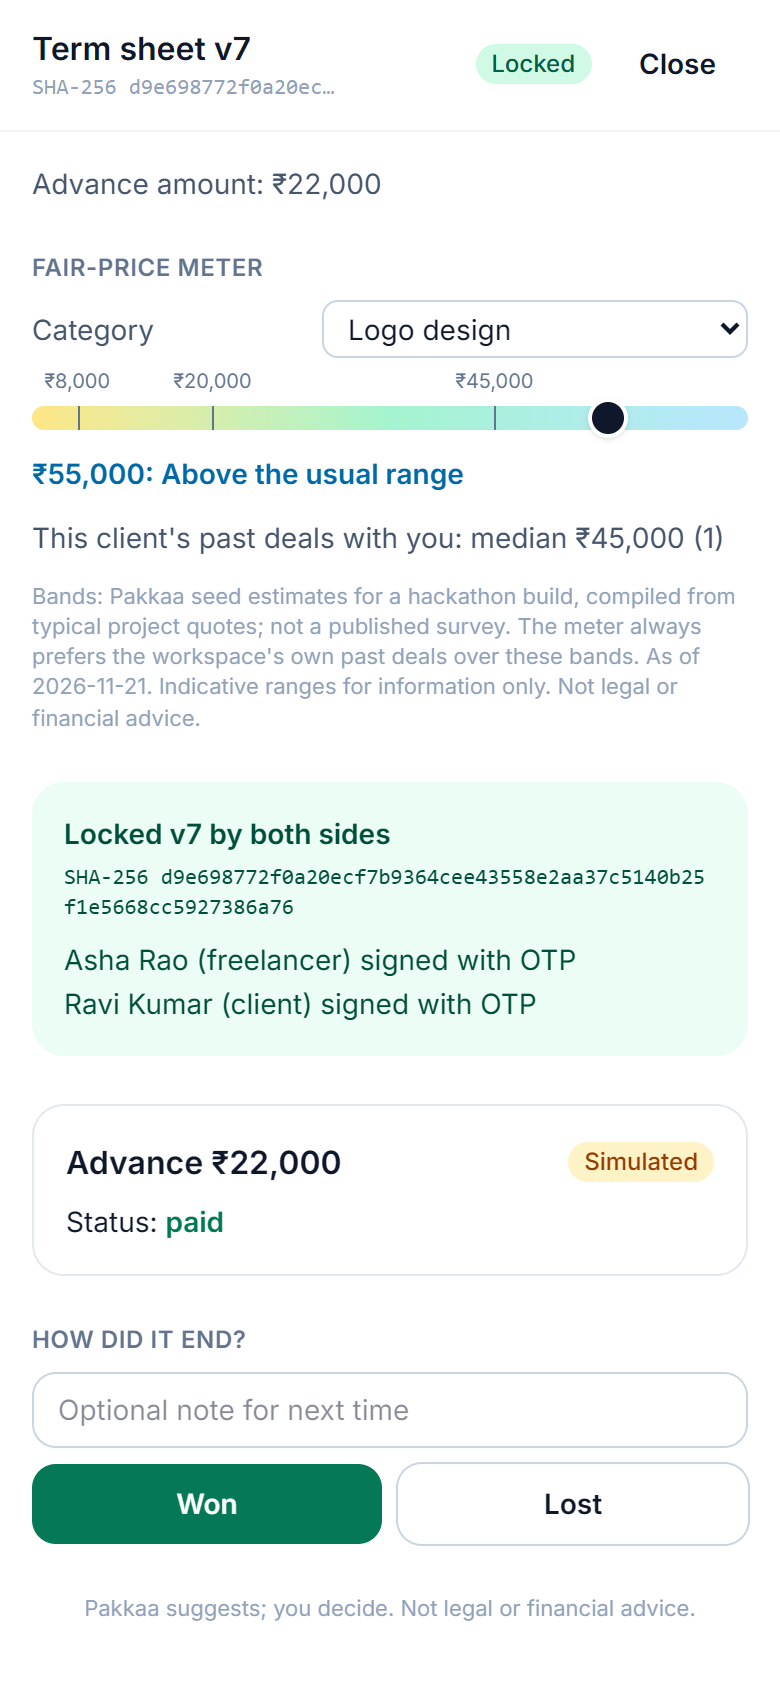 Term sheet v7
SHA-256 d9e698772f0a20ec…
Locked
Close
Advance amount: ₹22,000
FAIR-PRICE METER
Category
Logo design
₹8,000
₹20,000
₹45,000
₹55,000: Above the usual range
This client's past deals with you: median ₹45,000 (1)
Bands: Pakkaa seed estimates for a hackathon build, compiled from
typical project quotes; not a published survey. The meter always
prefers the workspace's own past deals over these bands. As of
2026-11-21. Indicative ranges for information only. Not legal or
financial advice.
Locked v7 by both sides
SHA-256 d9e698772f0a20ecf7b9364cee43558e2aa37c5140b25
f1e5668cc5927386a76
Asha Rao (freelancer) signed with OTP
Ravi Kumar (client) signed with OTP
Advance ₹22,000
Simulated
Status: paid
HOW DID IT END?
Optional note for next time
Won
Lost
Pakkaa suggests; you decide. Not legal or financial advice.